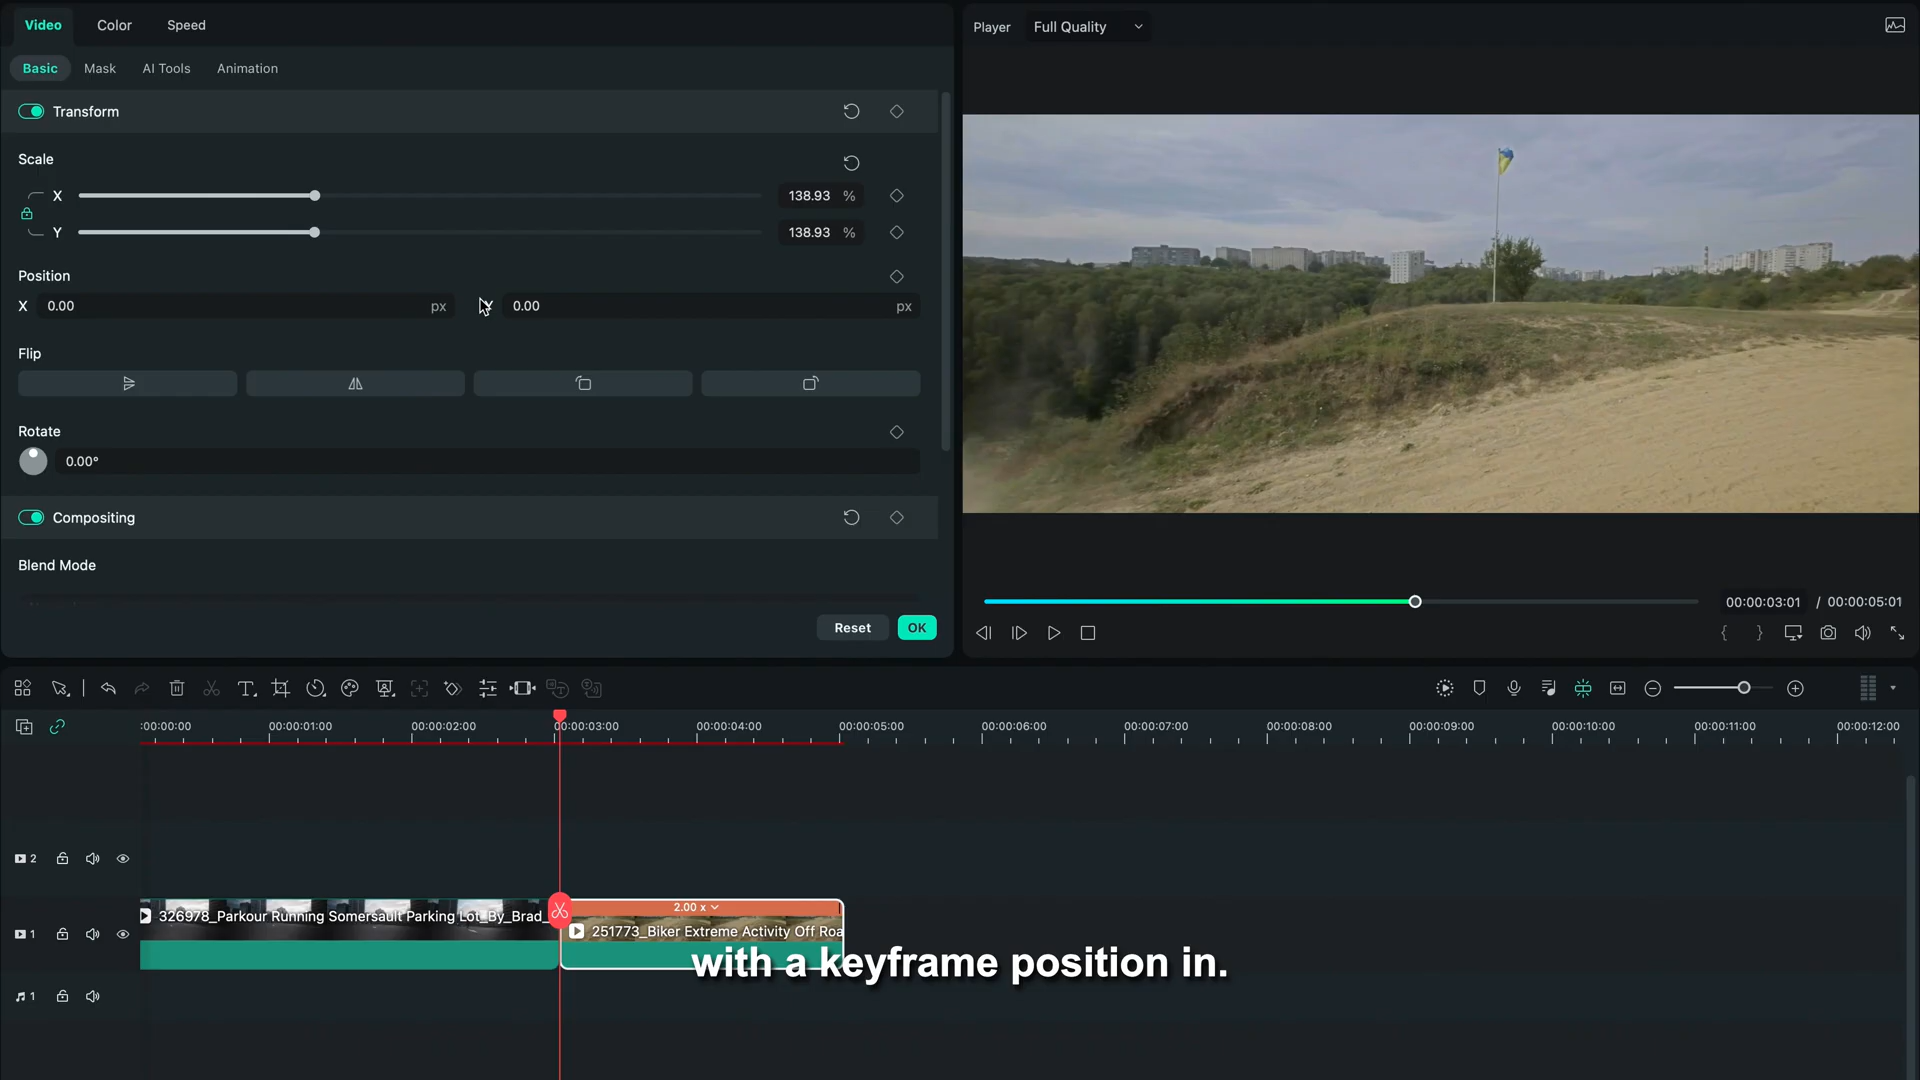 Video Color Speed
Player Full Quality
Basic Mask AI Tools Animation
Transform
Scale
X 138.93 %
Y 138.93 %
Position
X 0.00 px Y 0.00 px
Flip
Rotate
0.00°
Compositing
Blend Mode
Reset OK
00:00:03:01 / 00:00:05:01
:00:00:00 00:00:01:00 00:00:02:00 00:00:03:00 00:00:04:00 00:00:05:00 00:00:06:00 00:00:07:00 00:00:08:00 00:00:09:00 00:00:10:00 00:00:11:00 00:00:12:00
2
2.00 x
326978_Parkour Running Somersault Parking Lot_By_Brad_
251773_Biker Extreme Activity Off Roa
1
with a keyframe position in.
1